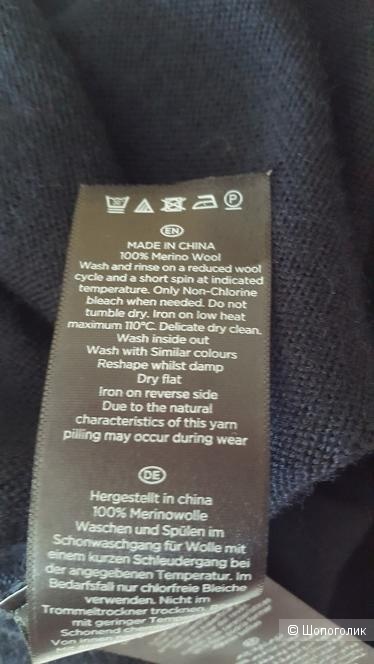 EN
MADE IN CHINA
100% Merino Wool
Wash and rinse on a reduced wool
cycle and a short spin at indicated
temperature. Only Non-Chlorine
bleach when needed. Do not
tumble dry. Iron on low heat
maximum 110°C. Delicate dry clean.
Wash inside out
Wash with Similar colours
Reshape whilst damp
Dry flat
Iron on reverse side
Due to the natural
characteristics of this yarn
pilling may occur during wear
DE
Hergestellt in china
100% Merinowolle
Waschen und Spülen im
Schonwaschgang für Wolle mit
einem kurzen Schleudergang bei
der angegebenen Temperatur. Im
Bedarfsfall nur chlorfreie Bleiche
verwenden. Nicht im
Trommeltrockner trocknen.
mit geringer
Schonend
Von innen
© Шопоголик